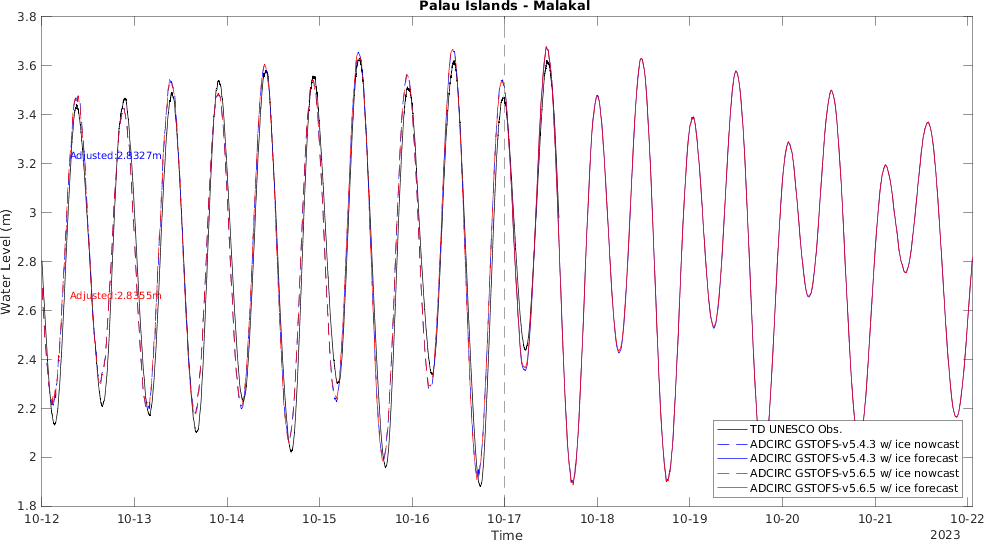 Palau Islands - Malakal
3.8
3.6
3.4
3.2
3
2.8
2.6
2.4
2.2
2
1.8
Water Level (m)
Adjusted:2.8327m
Adjusted:2.8355m
TD UNESCO Obs.
ADCIRC GSTOFS-v5.4.3 w/ ice nowcast
ADCIRC GSTOFS-v5.4.3 w/ ice forecast
ADCIRC GSTOFS-v5.6.5 w/ ice nowcast
ADCIRC GSTOFS-v5.6.5 w/ ice forecast
10-12 10-13 10-14 10-15 10-16 10-17 10-18 10-19 10-20 10-21 10-22
Time
2023